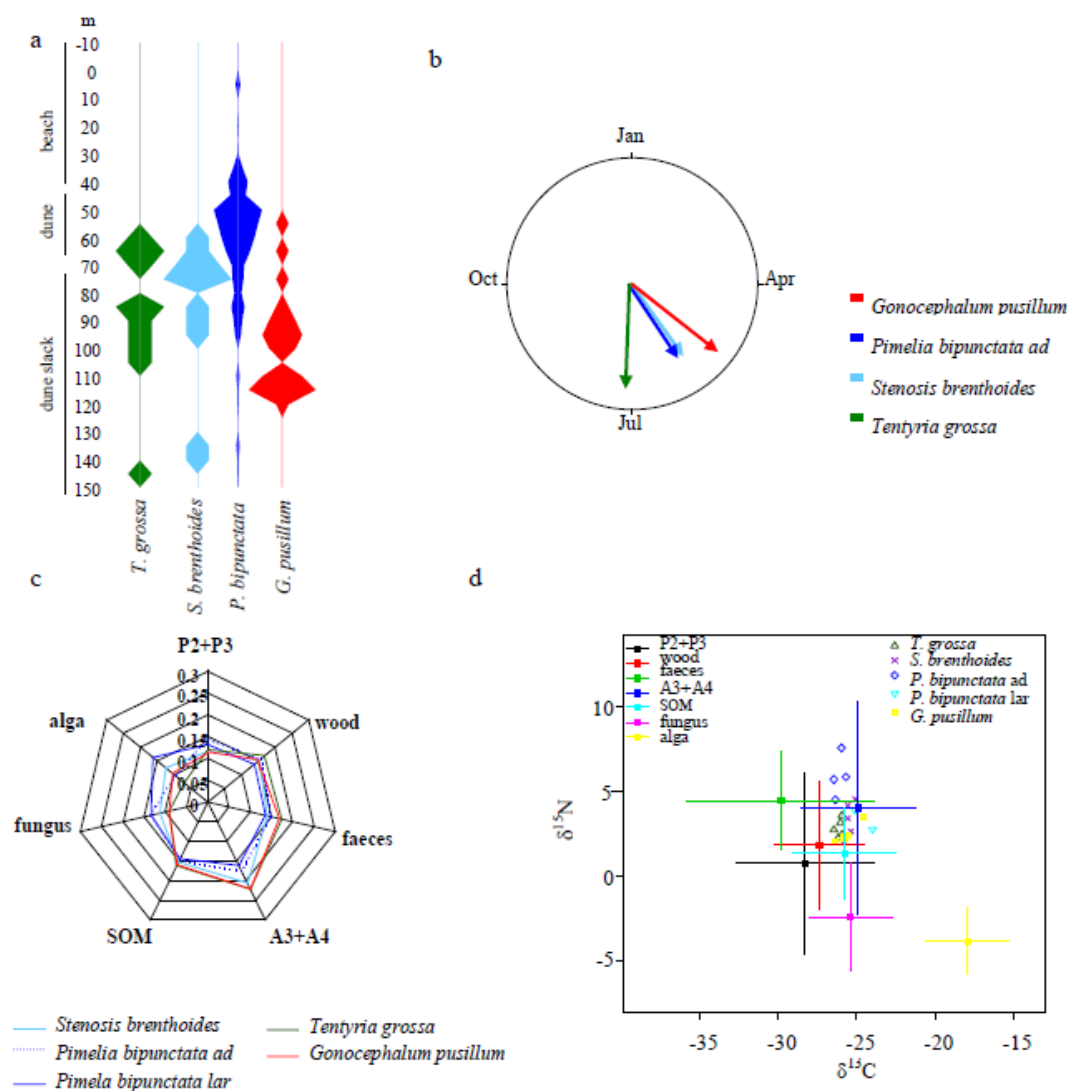 a
m
-10
0
10
20
30
40
50
60
70
80
90
100
110
120
130
140
150
beach
dune
dune slack
T. grossa
S. brenthoides
P. bipunctata
G. pusillum
b
Jan
Oct
Apr
Jul
Gonocephalum pusillum
Pimelia bipunctata ad
Stenosis brenthoides
Tentyria grossa
c
P2+P3
0.3
0.25
0.2
0.15
0.1
0.05
0
alga
wood
fungus
faeces
SOM
A3+A4
Stenosis brenthoides
Pimelia bipunctata ad
Pimela bipunctata lar
Tentyria grossa
Gonocephalum pusillum
d
P2+P3
wood
faeces
A3+A4
SOM
fungus
alga
T. grossa
S. brenthoides
P. bipunctata ad
P. bipunctata lar
G. pusillum
10
5
0
-5
δ¹⁵N
-35
-30
-25
-20
-15
δ¹³C